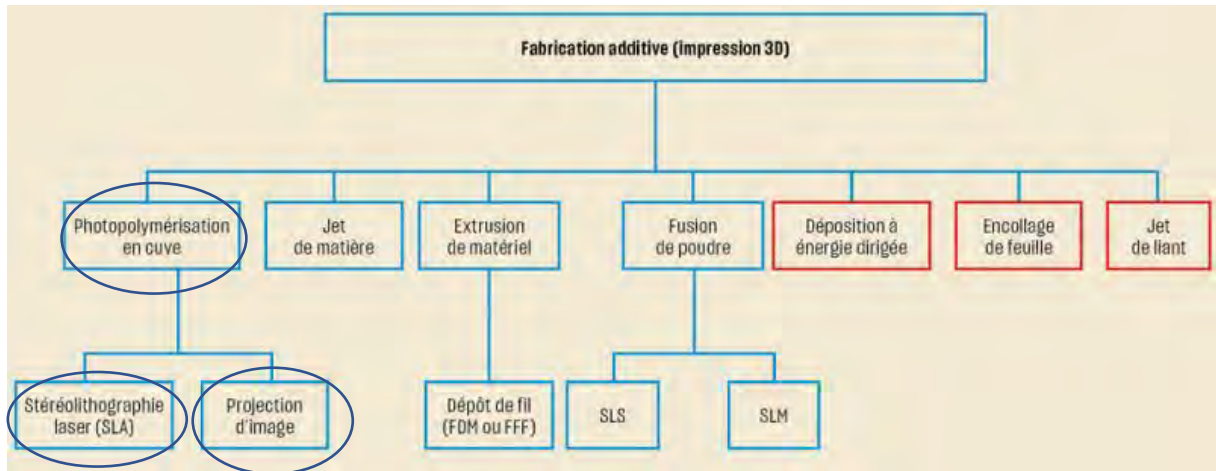 Fabrication additive (impression 3D)
Photopolymérisation
en cuve
Jet
de matière
Extrusion
de matériel
Fusion
de poudre
Déposition à
énergie dirigée
Encollage
de feuille
Jet
de liant
Stéréolithographie
laser (SLA)
Projection
d'image
Dépôt de fil
(FDM ou FFF)
SLS
SLM